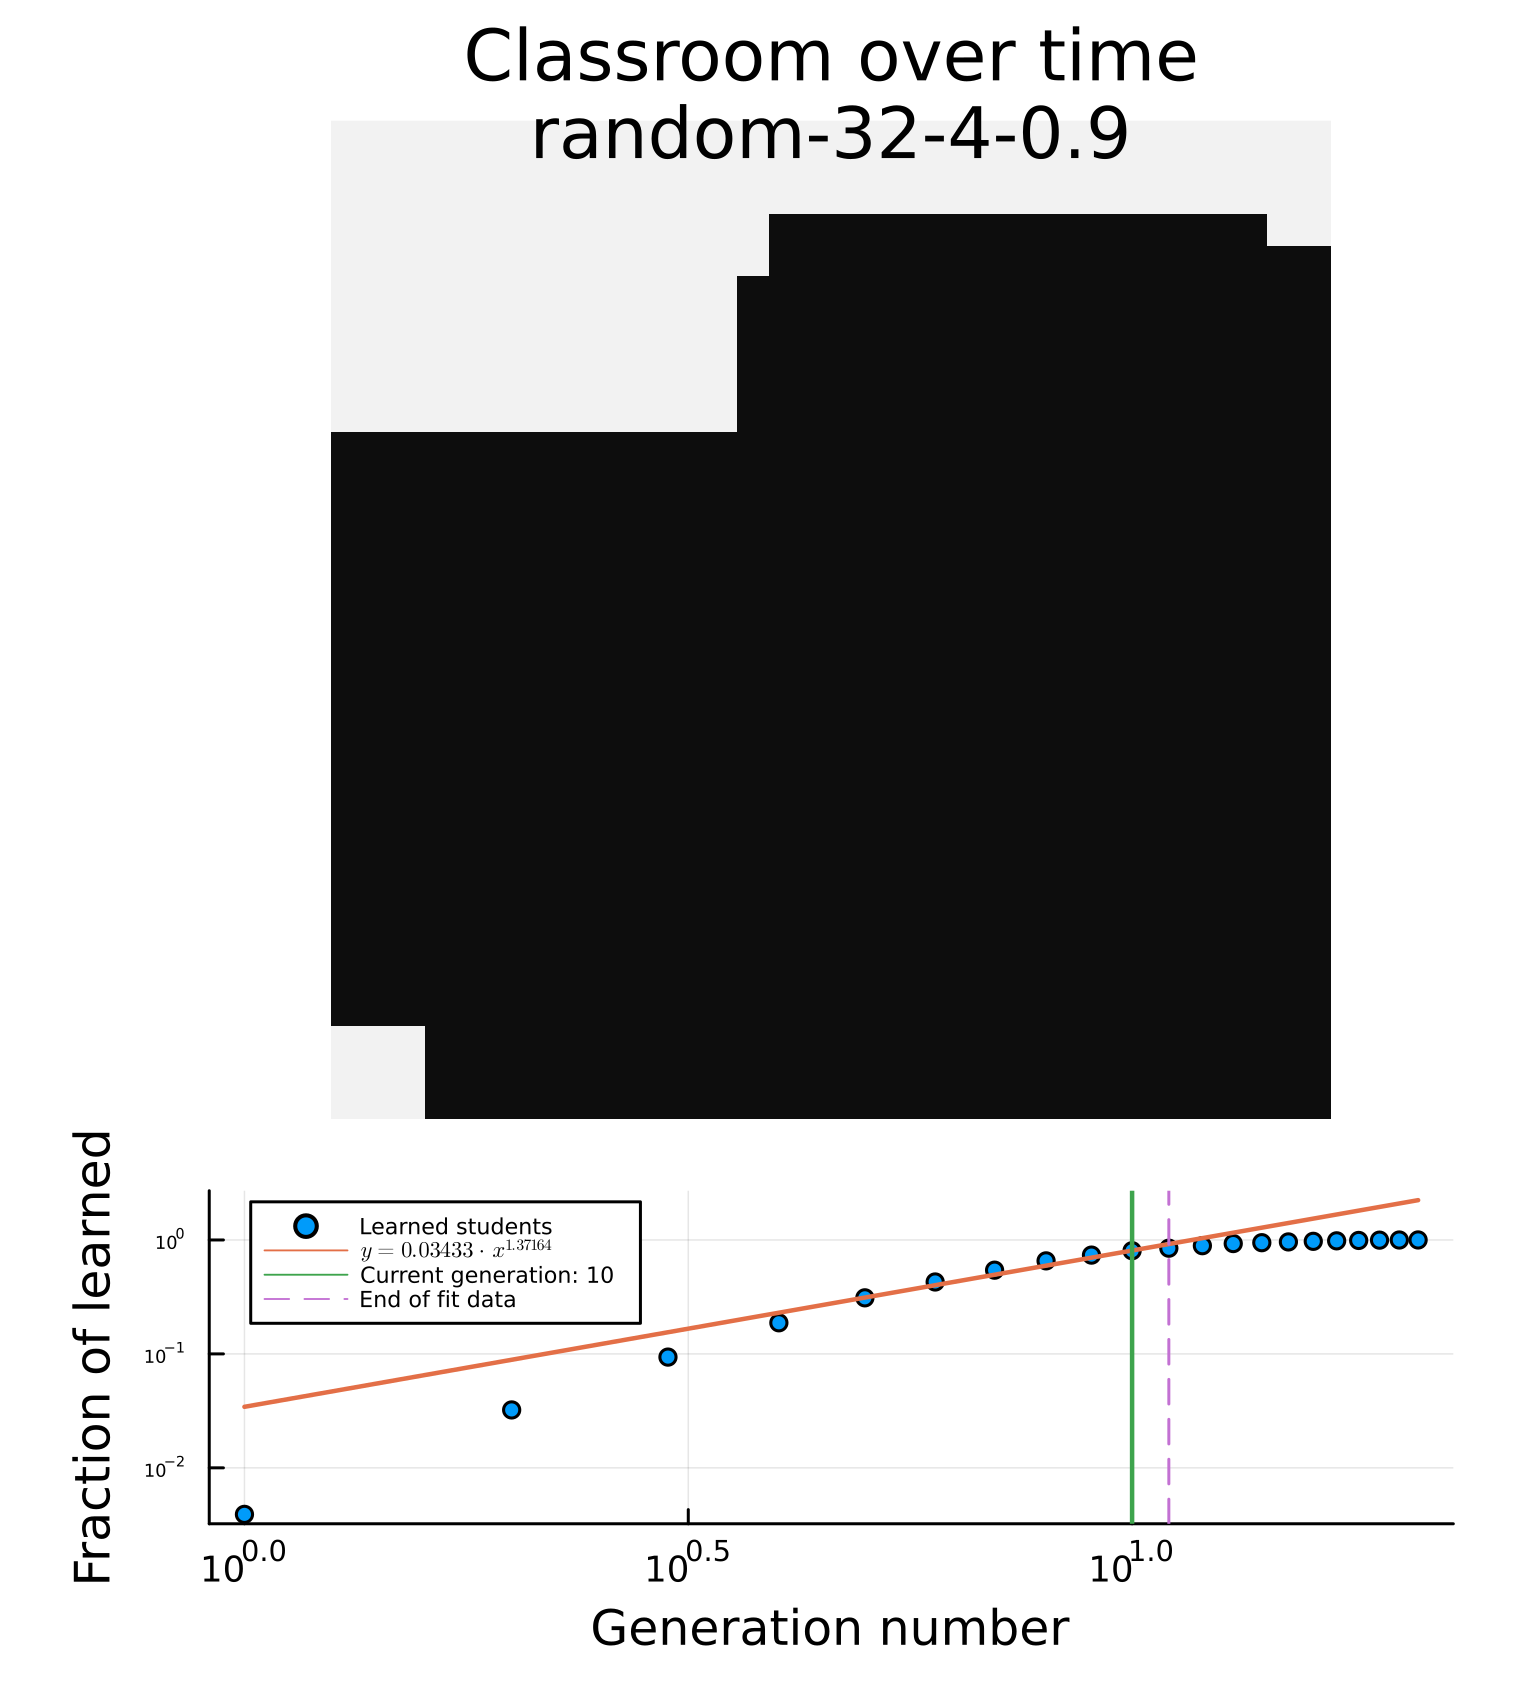 Classroom over time
random-32-4-0.9
Fraction of learned
10^0
10^−1
10^−2
Learned students
y = 0.03433 · x^1.37164
Current generation: 10
End of fit data
10^0.0
10^0.5
10^1.0
Generation number